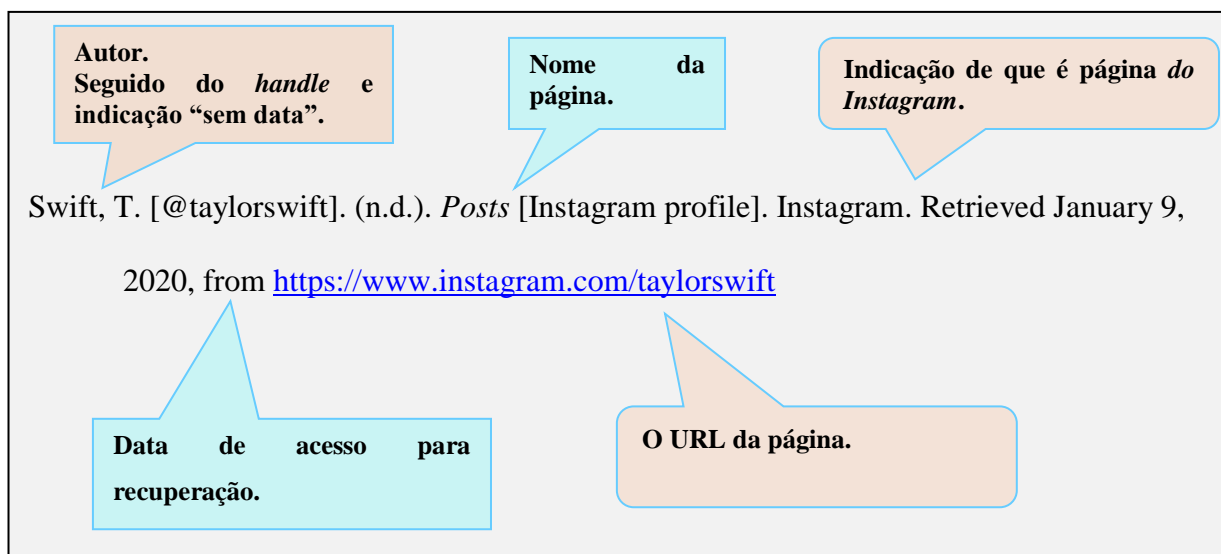 Autor.
Seguido do handle e
indicação “sem data”.
Nome da
página.
Indicação de que é página do
Instagram.
Swift, T. [@taylorswift]. (n.d.). Posts [Instagram profile]. Instagram. Retrieved January 9,
2020, from https://www.instagram.com/taylorswift
Data de acesso para
recuperação.
O URL da página.